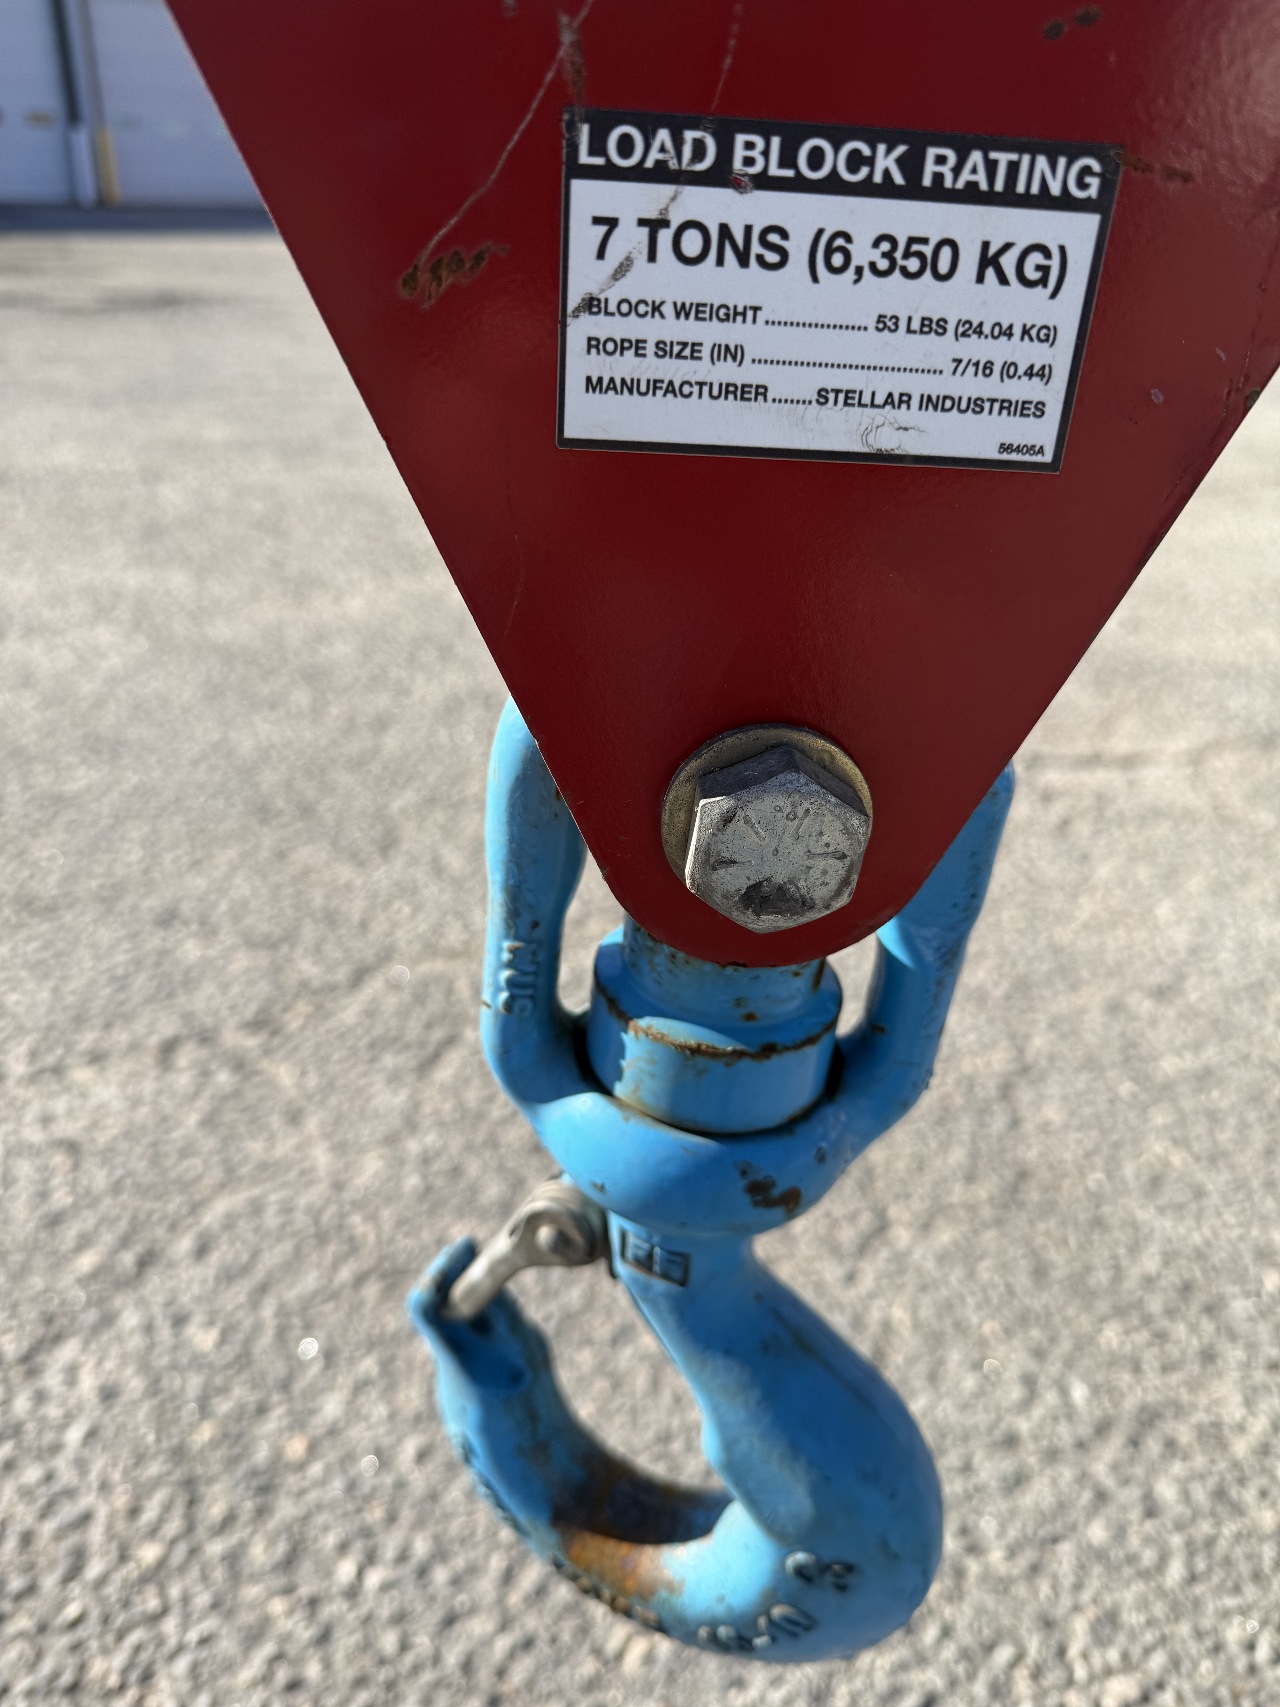 LOAD BLOCK RATING
7 TONS (6,350 KG)
BLOCK WEIGHT................. 53 LBS (24.04 KG)
ROPE SIZE (IN) ................................ 7/16 (0.44)
MANUFACTURER.......STELLAR INDUSTRIES
56405A
FF